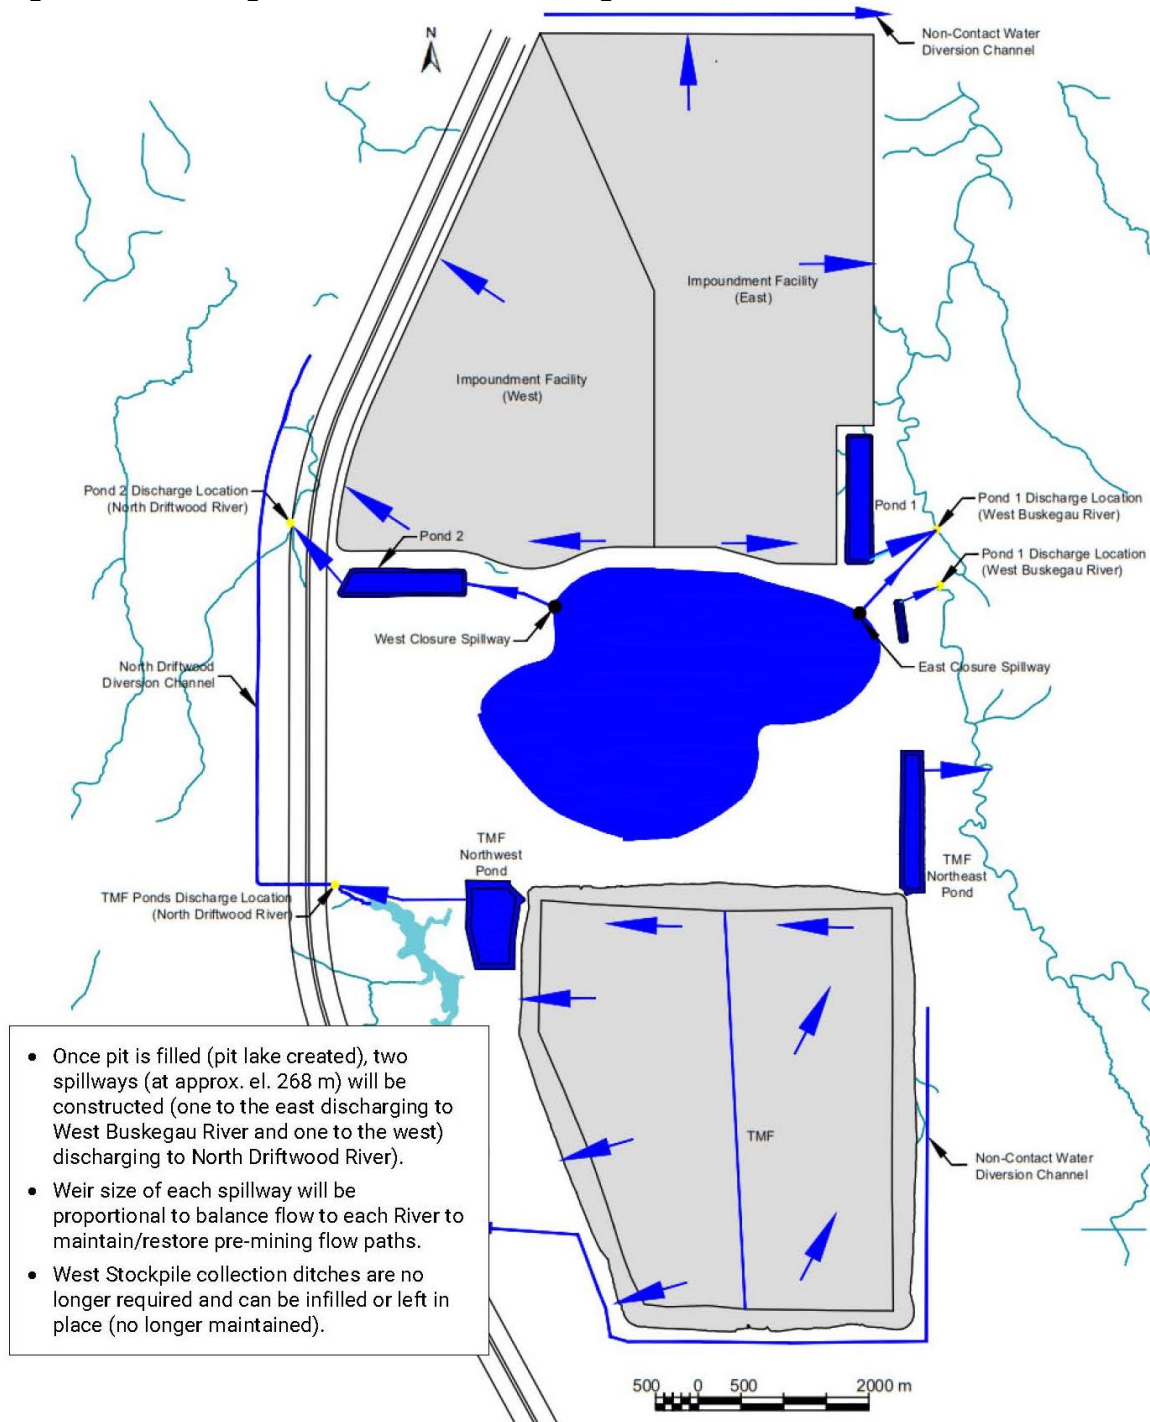 N
Non-Contact Water
Diversion Channel
Impoundment Facility
(East)
Impoundment Facility
(West)
Pond 2 Discharge Location
(North Driftwood River)
Pond 2
Pond 1
Pond 1 Discharge Location
(West Buskegau River)
Pond 1 Discharge Location
(West Buskegau River)
West Closure Spillway
East Closure Spillway
North Driftwood
Diversion Channel
TMF
Northwest
Pond
TMF
Northeast
Pond
TMF Ponds Discharge Location
(North Driftwood River)
• Once pit is filled (pit lake created), two
spillways (at approx. el. 268 m) will be
constructed (one to the east discharging to
West Buskegau River and one to the west)
discharging to North Driftwood River).
• Weir size of each spillway will be
proportional to balance flow to each River to
maintain/restore pre-mining flow paths.
• West Stockpile collection ditches are no
longer required and can be infilled or left in
place (no longer maintained).
TMF
Non-Contact Water
Diversion Channel
500 0 500 2000 m